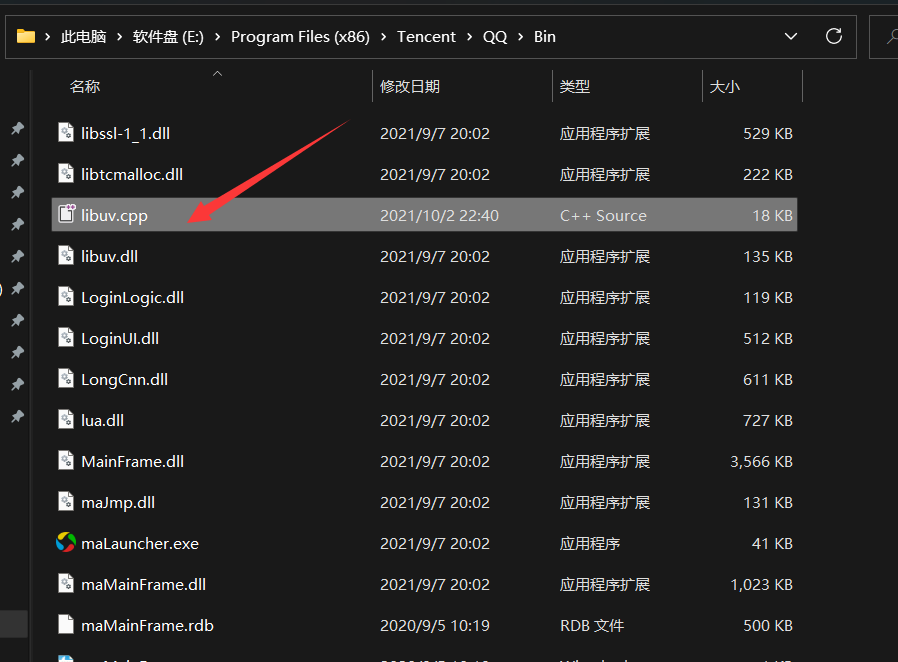 此电脑 › 软件盘 (E:) › Program Files (x86) › Tencent › QQ › Bin
名称 修改日期 类型 大小
libssl-1_1.dll 2021/9/7 20:02 应用程序扩展 529 KB
libtcmalloc.dll 2021/9/7 20:02 应用程序扩展 222 KB
libuv.cpp 2021/10/2 22:40 C++ Source 18 KB
libuv.dll 2021/9/7 20:02 应用程序扩展 135 KB
LoginLogic.dll 2021/9/7 20:02 应用程序扩展 119 KB
LoginUI.dll 2021/9/7 20:02 应用程序扩展 512 KB
LongCnn.dll 2021/9/7 20:02 应用程序扩展 611 KB
lua.dll 2021/9/7 20:02 应用程序扩展 727 KB
MainFrame.dll 2021/9/7 20:02 应用程序扩展 3,566 KB
maJmp.dll 2021/9/7 20:02 应用程序扩展 131 KB
maLauncher.exe 2021/9/7 20:02 应用程序 41 KB
maMainFrame.dll 2021/9/7 20:02 应用程序扩展 1,023 KB
maMainFrame.rdb 2020/9/5 10:19 RDB 文件 500 KB